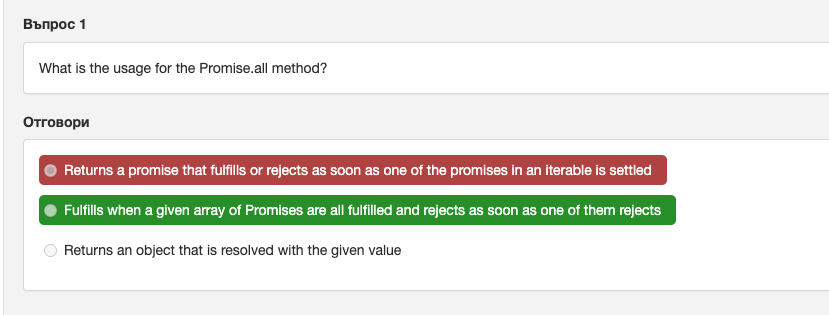 Въпрос 1
What is the usage for the Promise.all method?
Отговори
Returns a promise that fulfills or rejects as soon as one of the promises in an iterable is settled
Fulfills when a given array of Promises are all fulfilled and rejects as soon as one of them rejects
Returns an object that is resolved with the given value